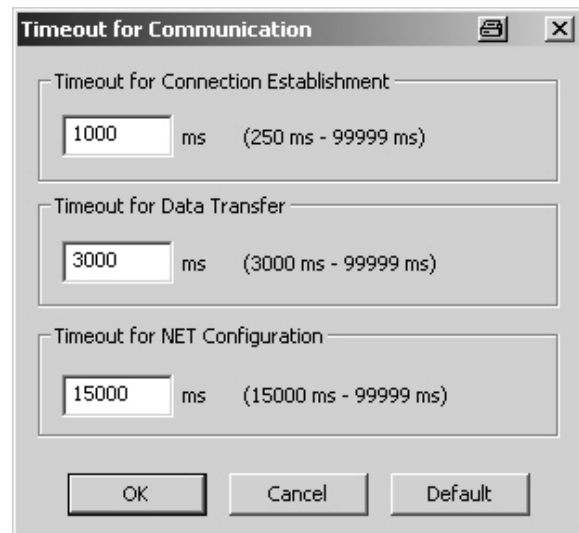 Timeout for Communication
Timeout for Connection Establishment
1000 ms (250 ms - 99999 ms)
Timeout for Data Transfer
3000 ms (3000 ms - 99999 ms)
Timeout for NET Configuration
15000 ms (15000 ms - 99999 ms)
OK Cancel Default